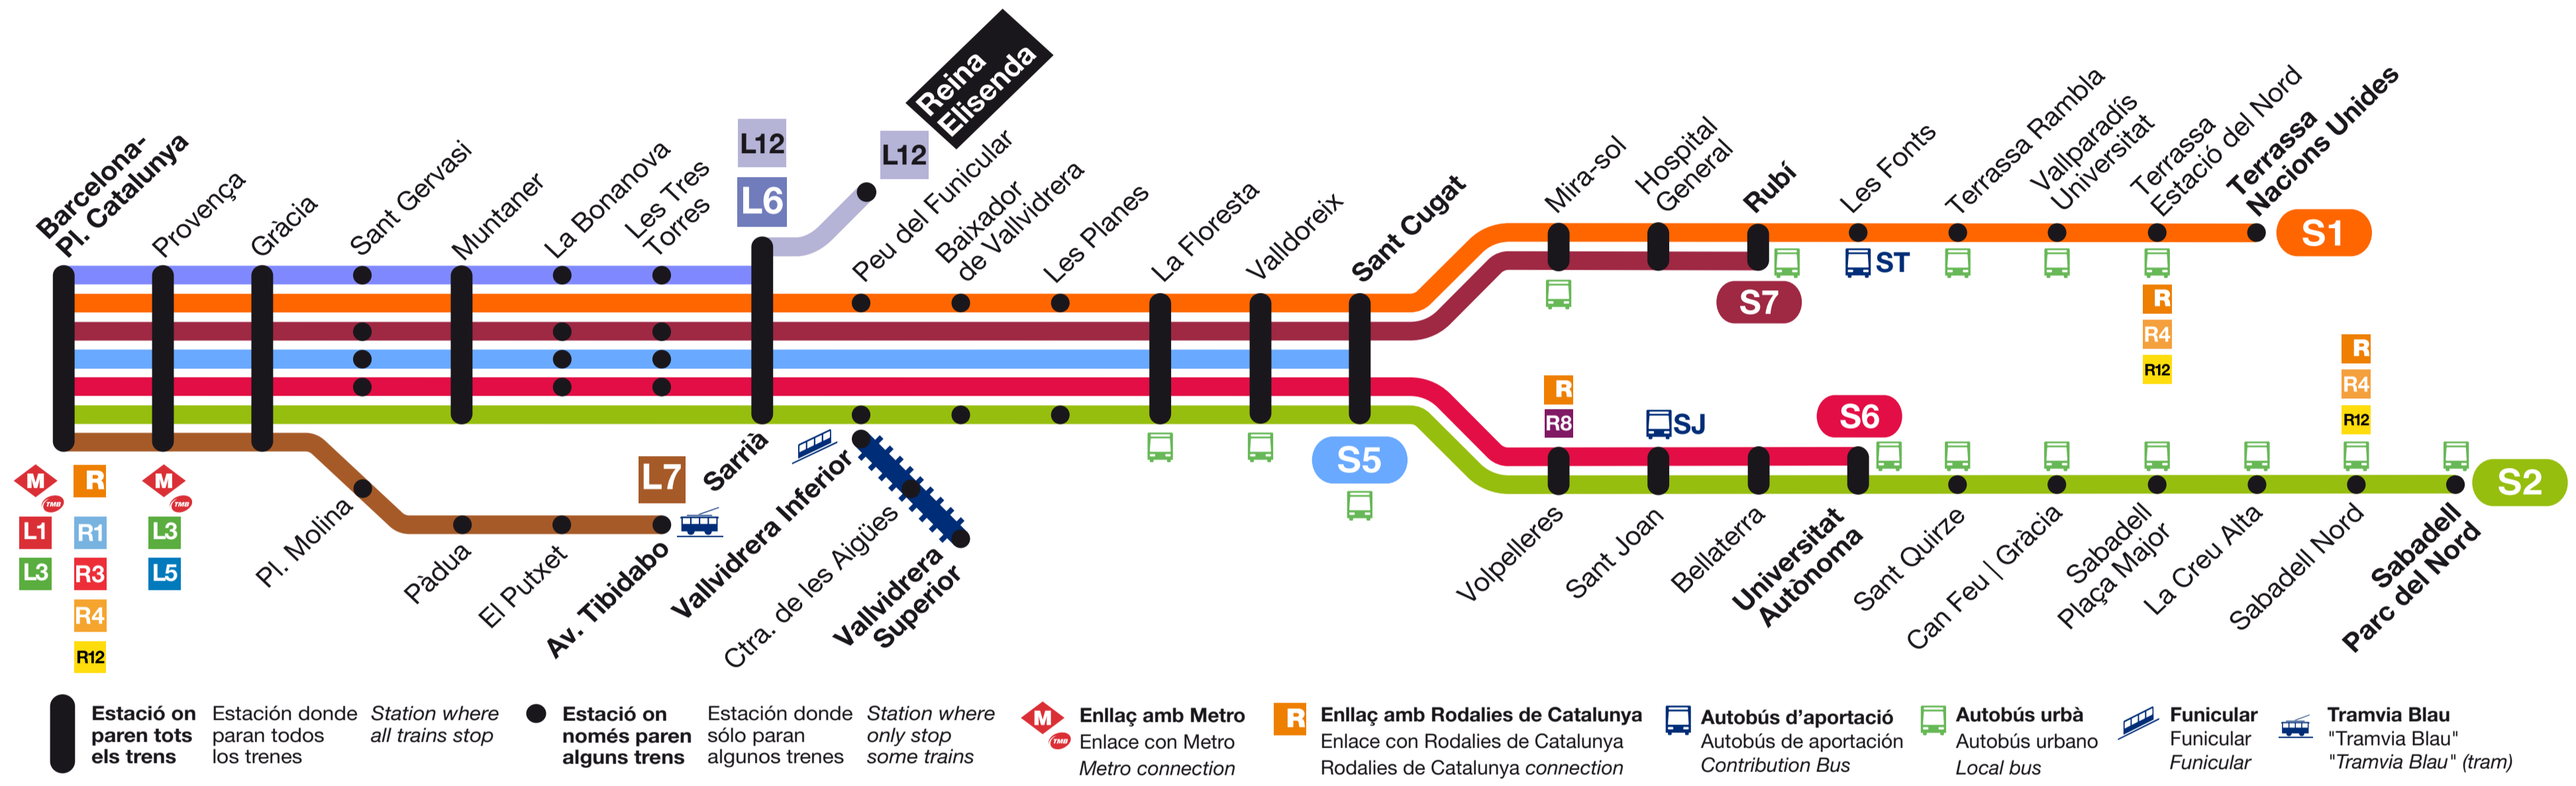 Barcelona-
Pl. Catalunya
Provença
Gràcia
Sant Gervasi
Muntaner
La Bonanova
Les Tres
Torres
L12
L6
L12
Reina
Elisenda
Peu del Funicular
Baixador
de Vallvidrera
Les Planes
La Floresta
Valldoreix
Sant Cugat
Mira-sol
Hospital
General
Rubí
Les Fonts
Terrassa Rambla
Vallparadís
Universitat
Terrassa
Estació del Nord
Terrassa
Nacions Unides
S1
ST
S7
R
R4
R12
R
R4
R12
R
R8
SJ
S6
S5
S2
M
TMB
L1
L3
R
R1
R3
R4
R12
M
TMB
L3
L5
Pl. Molina
Pàdua
El Putxet
Av. Tibidabo
L7
Sarrià
Vallvidrera Inferior
Ctra. de les Aigües
Vallvidrera
Superior
Volpelleres
Sant Joan
Bellaterra
Universitat
Autònoma
Sant Quirze
Can Feu | Gràcia
Sabadell
Plaça Major
La Creu Alta
Sabadell Nord
Sabadell
Parc del Nord
Estació on
paren tots
els trens
Estación donde
paran todos
los trenes
Station where
all trains stop
Estació on
només paren
alguns trens
Estación donde
sólo paran
algunos trenes
Station where
only stop
some trains
M
TMB
Enllaç amb Metro
Enlace con Metro
Metro connection
R
Enllaç amb Rodalies de Catalunya
Enlace con Rodalies de Catalunya
Rodalies de Catalunya connection
Autobús d'aportació
Autobús de aportación
Contribution Bus
Autobús urbà
Autobús urbano
Local bus
Funicular
Funicular
Funicular
Tramvia Blau
"Tramvia Blau"
"Tramvia Blau" (tram)